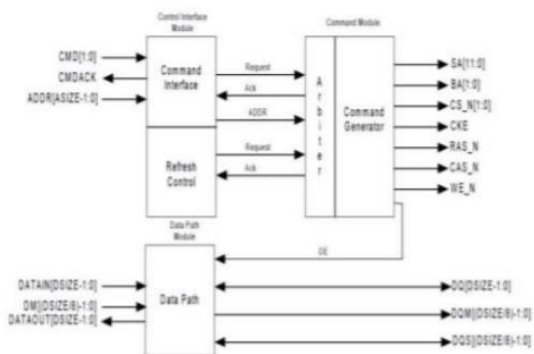 Control Interface
Module
Command Module
CMD[1:0]
CMDACK
ADDR[ASIZE-1:0]
Command
Interface
Request
Ack
ADDR
Refresh
Control
Request
Ack
Arbiter
Command
Generator
SA[11:0]
BA[1:0]
CS_N[1:0]
CKE
RAS_N
CAS_N
WE_N
Data Path
Module
OE
DATAIN[DSIZE-1:0]
DM[(DSIZE/8)-1:0]
DATAOUT[DSIZE-1:0]
Data Path
DQ[DSIZE-1:0]
DQM[(DSIZE/8)-1:0]
DQS[(DSIZE/8)-1:0]